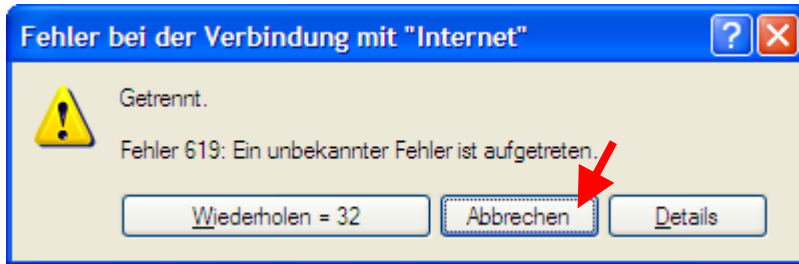 Fehler bei der Verbindung mit "Internet"
Getrennt.
Fehler 619: Ein unbekannter Fehler ist aufgetreten.
Wiederholen = 32 Abbrechen Details